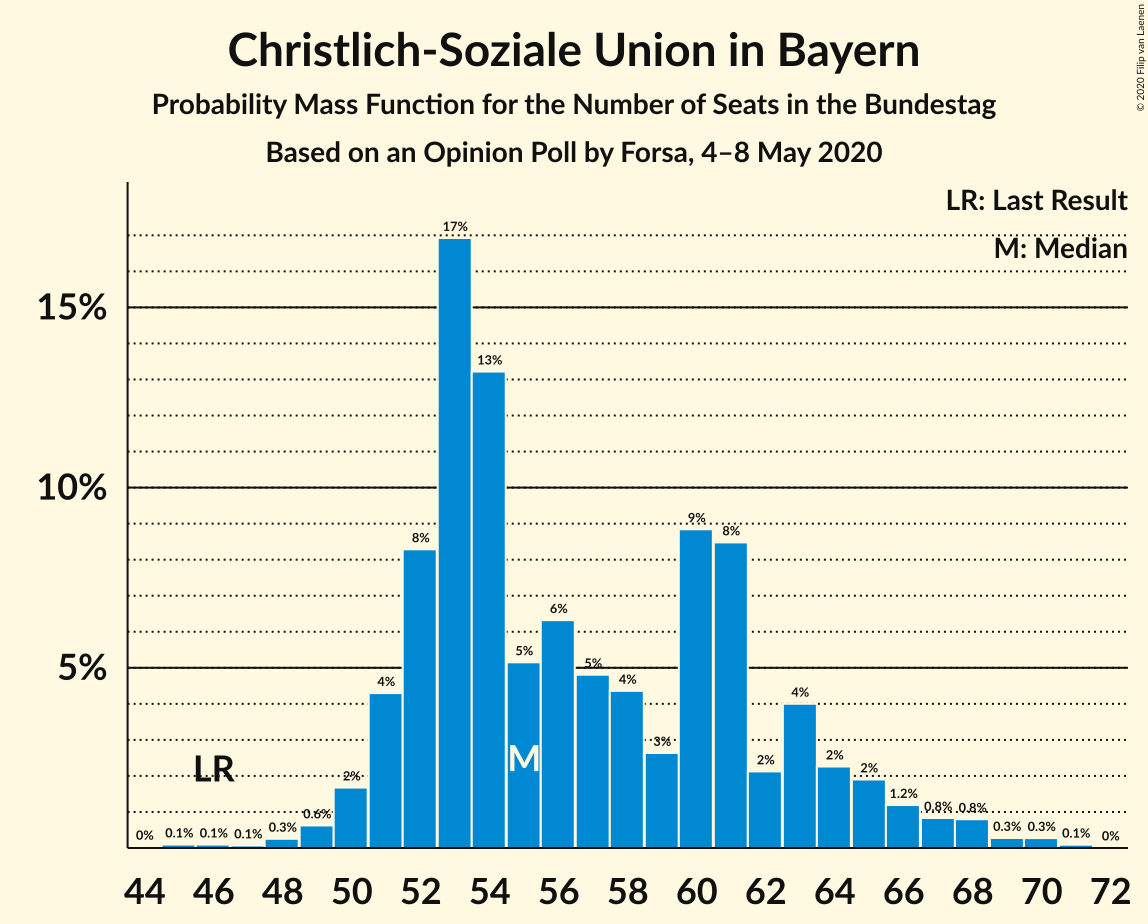 © 2020 Filip van Laenen
Christlich-Soziale Union in Bayern
Probability Mass Function for the Number of Seats in the Bundestag
Based on an Opinion Poll by Forsa, 4–8 May 2020
LR: Last Result
M: Median
15%
10%
5%
0% 0.1% 0.1% 0.1% 0.3% 0.6% 2% 4% 8% 17% 13% 5% 6% 5% 4% 3% 9% 8% 2% 4% 2% 2% 1.2% 0.8% 0.8% 0.3% 0.3% 0.1% 0%
LR
M
44 46 48 50 52 54 56 58 60 62 64 66 68 70 72